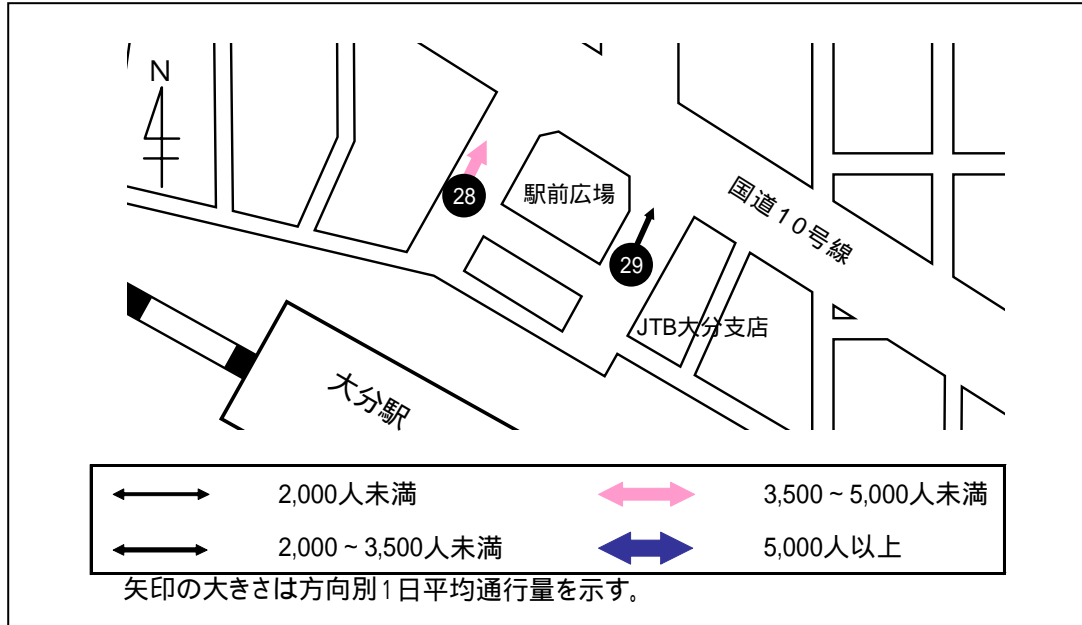 N
28
駅前広場
国道10号線
29
JTB大分支店
大分駅
2,000人未満
3,500~5,000人未満
2,000~3,500人未満
5,000人以上
矢印の大きさは方向別1日平均通行量を示す。